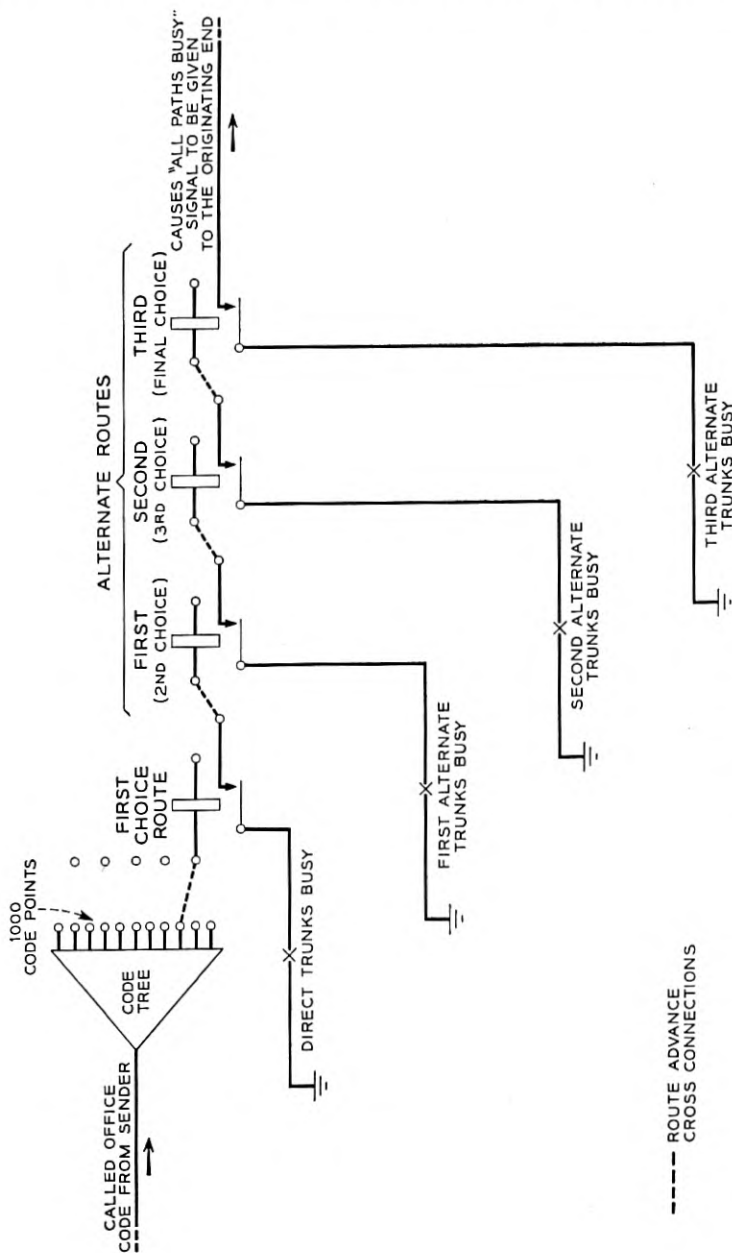 CALLED OFFICE
CODE FROM SENDER
1000
CODE POINTS
CODE
TREE
FIRST
CHOICE
ROUTE
ALTERNATE ROUTES
FIRST
(2ND CHOICE)
SECOND
(3RD CHOICE)
THIRD
(FINAL CHOICE)
CAUSES "ALL PATHS BUSY"
SIGNAL TO BE GIVEN
TO THE ORIGINATING END
DIRECT TRUNKS BUSY
FIRST ALTERNATE
TRUNKS BUSY
SECOND ALTERNATE
TRUNKS BUSY
THIRD ALTERNATE
TRUNKS BUSY
ROUTE ADVANCE
CROSS CONNECTIONS